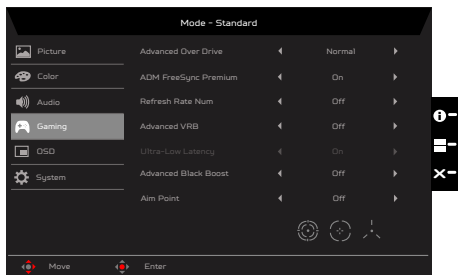 Mode - Standard
Picture
Advanced Over Drive Normal
Color
ADM FreeSync Premium On
Audio
Refresh Rate Num Off
Gaming
Advanced VRB Off
OSD
Ultra-Low Latency On
System
Advanced Black Boost Off
Aim Point Off
Move Enter